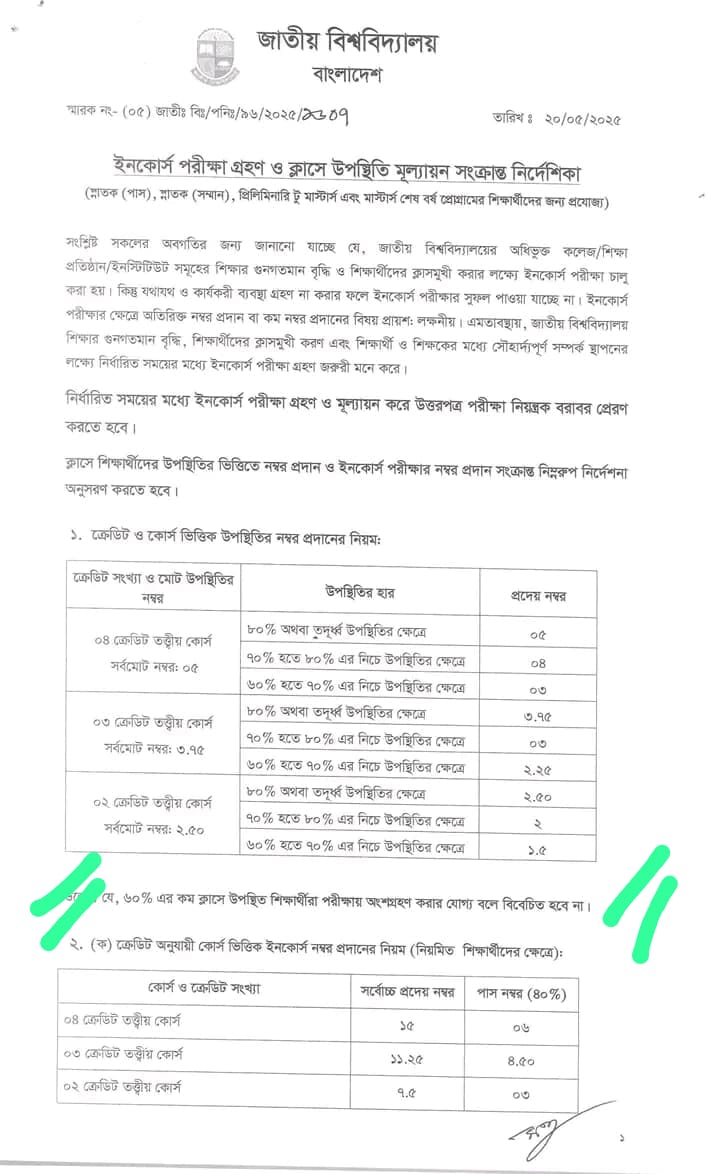 জাতীয় বিশ্ববিদ্যালয়
বাংলাদেশ
স্মারক নং- (০৫) জাতীঃ বিঃ/পনিঃ/৯৬/২০২৫/
তারিখ ঃ ২০/০৫/২০২৫
ইনকোর্স পরীক্ষা গ্রহণ ও ক্লাসে উপস্থিতি মূল্যায়ন সংক্রান্ত নির্দেশিকা
(স্নাতক (পাস), স্নাতক (সম্মান), প্রিলিমিনারি টু মাস্টার্স এবং মাস্টার্স শেষ বর্ষ প্রোগ্রামের শিক্ষার্থীদের জন্য প্রযোজ্য)
সংশ্লিষ্ট সকলের অবগতির জন্য জানানো যাচ্ছে যে, জাতীয় বিশ্ববিদ্যালয়ের অধিভুক্ত কলেজ/শিক্ষা
প্রতিষ্ঠান/ইনস্টিটিউট সমূহের শিক্ষার গুনগতমান বৃদ্ধি ও শিক্ষার্থীদের ক্লাসমুখী করার লক্ষ্যে ইনকোর্স পরীক্ষা চালু
করা হয়। কিন্তু যথাযথ ও কার্যকরী ব্যবস্থা গ্রহণ না করার ফলে ইনকোর্স পরীক্ষার সুফল পাওয়া যাচ্ছে না। ইনকোর্স
পরীক্ষার ক্ষেত্রে অতিরিক্ত নম্বর প্রদান বা কম নম্বর প্রদানের বিষয় প্রায়শ: লক্ষনীয়। এমতাবস্থায়, জাতীয় বিশ্ববিদ্যালয়
শিক্ষার গুনগতমান বৃদ্ধি, শিক্ষার্থীদের ক্লাসমুখী করণ এবং শিক্ষার্থী ও শিক্ষকের মধ্যে সৌহার্দ্যপূর্ণ সম্পর্ক স্থাপনের
লক্ষ্যে নির্ধারিত সময়ের মধ্যে ইনকোর্স পরীক্ষা গ্রহণ জরুরী মনে করে।
নির্ধারিত সময়ের মধ্যে ইনকোর্স পরীক্ষা গ্রহণ ও মূল্যায়ন করে উত্তরপত্র পরীক্ষা নিয়ন্ত্রক বরাবর প্রেরণ
করতে হবে।
ক্লাসে শিক্ষার্থীদের উপস্থিতির ভিত্তিতে নম্বর প্রদান ও ইনকোর্স পরীক্ষার নম্বর প্রদান সংক্রান্ত নিম্নরুপ নির্দেশনা
অনুসরণ করতে হবে।
১. ক্রেডিট ও কোর্স ভিত্তিক উপস্থিতির নম্বর প্রদানের নিয়ম:
ক্রেডিট সংখ্যা ও মোট উপস্থিতির নম্বর উপস্থিতির হার প্রদেয় নম্বর
০৪ ক্রেডিট তত্ত্বীয় কোর্স
সর্বমোট নম্বর: ০৫
৮০% অথবা তদূর্ধ্ব উপস্থিতির ক্ষেত্রে ০৫
৭০% হতে ৮০% এর নিচে উপস্থিতির ক্ষেত্রে ০৪
৬০% হতে ৭০% এর নিচে উপস্থিতির ক্ষেত্রে ০৩
০৩ ক্রেডিট তত্ত্বীয় কোর্স
সর্বমোট নম্বর: ৩.৭৫
৮০% অথবা তদূর্ধ্ব উপস্থিতির ক্ষেত্রে ৩.৭৫
৭০% হতে ৮০% এর নিচে উপস্থিতির ক্ষেত্রে ০৩
৬০% হতে ৭০% এর নিচে উপস্থিতির ক্ষেত্রে ২.২৫
০২ ক্রেডিট তত্ত্বীয় কোর্স
সর্বমোট নম্বর: ২.৫০
৮০% অথবা তদূর্ধ্ব উপস্থিতির ক্ষেত্রে ২.৫০
৭০% হতে ৮০% এর নিচে উপস্থিতির ক্ষেত্রে ২
৬০% হতে ৭০% এর নিচে উপস্থিতির ক্ষেত্রে ১.৫
যে, ৬০% এর কম ক্লাসে উপস্থিত শিক্ষার্থীরা পরীক্ষায় অংশগ্রহণ করার যোগ্য বলে বিবেচিত হবে না।
২. (ক) ক্রেডিট অনুযায়ী কোর্স ভিত্তিক ইনকোর্স নম্বর প্রদানের নিয়ম (নিয়মিত শিক্ষার্থীদের ক্ষেত্রে):
কোর্স ও ক্রেডিট সংখ্যা সর্বোচ্চ প্রদেয় নম্বর পাস নম্বর (৪০%)
০৪ ক্রেডিট তত্ত্বীয় কোর্স ১৫ ০৬
০৩ ক্রেডিট তত্ত্বীয় কোর্স ১১.২৫ ৪.৫০
০২ ক্রেডিট তত্ত্বীয় কোর্স ৭.৫ ০৩
১